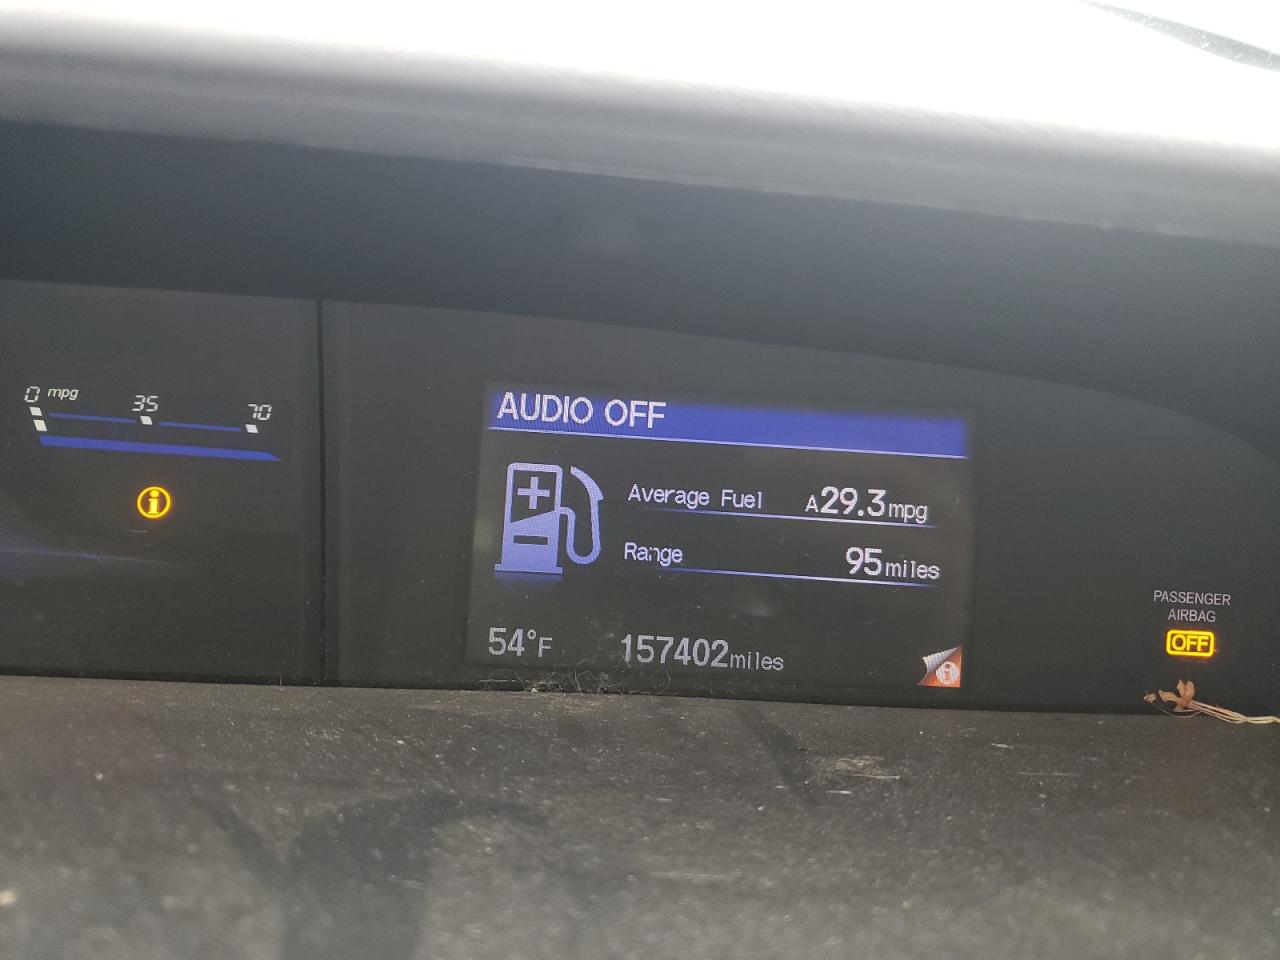 0 mpg 35 70
AUDIO OFF
Average Fuel A29.3mpg
Range 95miles
54°F 157402miles
PASSENGER
AIRBAG
OFF